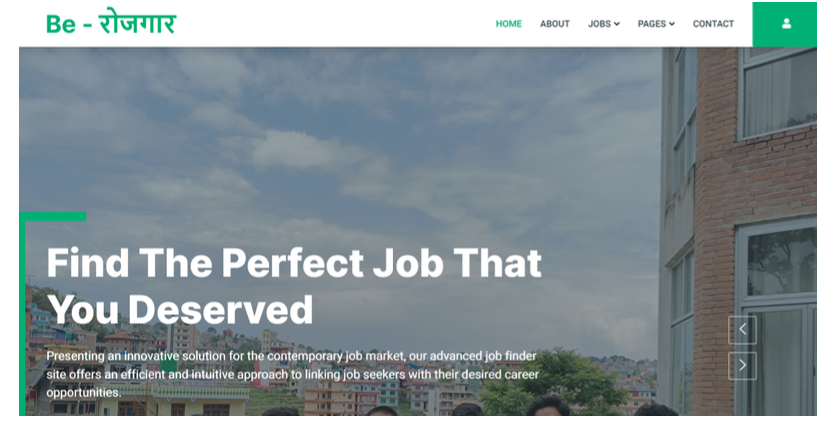 Be - रोजगार
HOME ABOUT JOBS PAGES CONTACT
Find The Perfect Job That
You Deserved
Presenting an innovative solution for the contemporary job market, our advanced job finder
site offers an efficient and intuitive approach to linking job seekers with their desired career
opportunities.